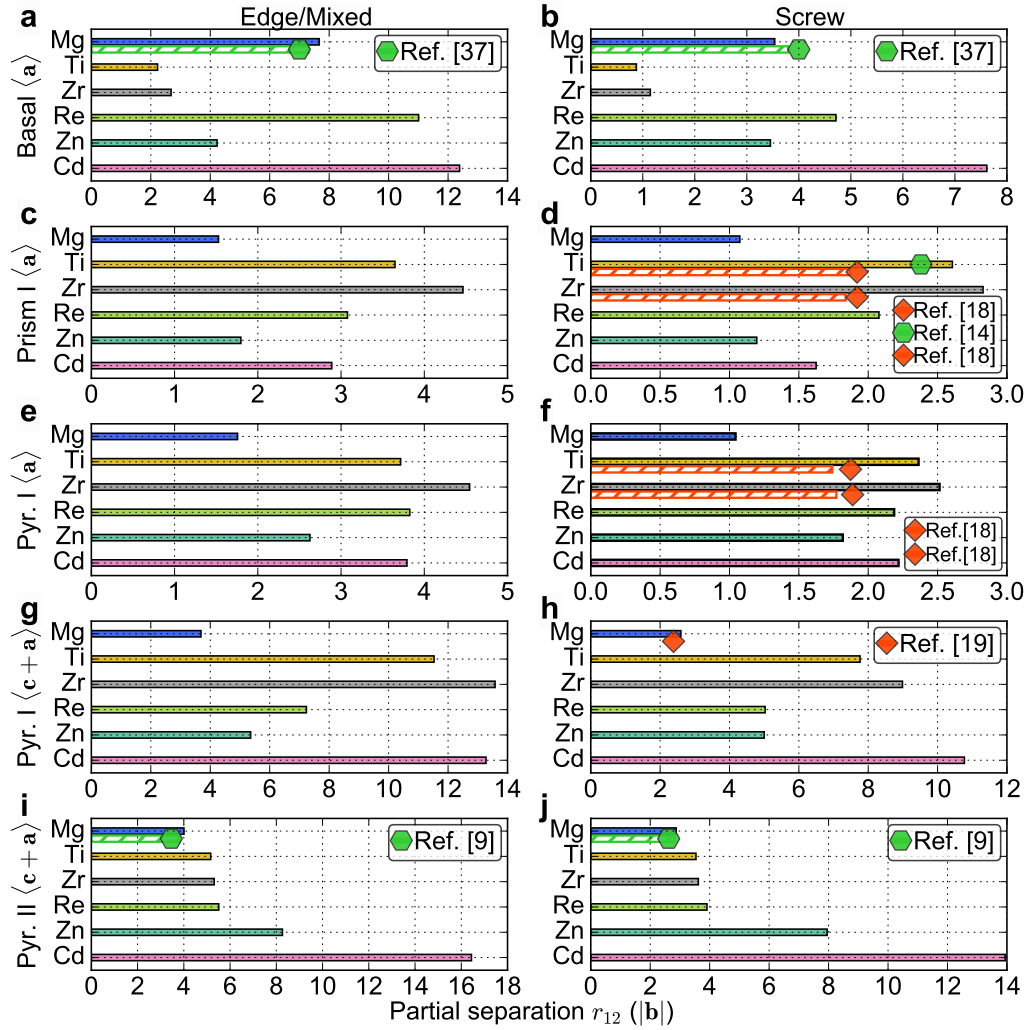 a Edge/Mixed
b Screw
Basal ⟨a⟩
Mg
Ti
Zr
Re
Zn
Cd
Ref. [37]
0 2 4 6 8 10 12 14
Mg
Ti
Zr
Re
Zn
Cd
Ref. [37]
0 1 2 3 4 5 6 7 8
c
Prism I ⟨a⟩
Mg
Ti
Zr
Re
Zn
Cd
0 1 2 3 4 5
d
Mg
Ti
Zr
Re
Zn
Cd
Ref. [18]
Ref. [14]
Ref. [18]
0.0 0.5 1.0 1.5 2.0 2.5 3.0
e
Pyr. I ⟨a⟩
Mg
Ti
Zr
Re
Zn
Cd
0 1 2 3 4 5
f
Mg
Ti
Zr
Re
Zn
Cd
Ref.[18]
Ref.[18]
0.0 0.5 1.0 1.5 2.0 2.5 3.0
g
Pyr. I ⟨c + a⟩
Mg
Ti
Zr
Re
Zn
Cd
0 2 4 6 8 10 12 14
h
Mg
Ti
Zr
Re
Zn
Cd
Ref. [19]
0 2 4 6 8 10 12
i
Pyr. II ⟨c + a⟩
Mg
Ti
Zr
Re
Zn
Cd
Ref. [9]
0 2 4 6 8 10 12 14 16 18
j
Mg
Ti
Zr
Re
Zn
Cd
Ref. [9]
0 2 4 6 8 10 12 14
Partial separation r₁₂ (|b|)